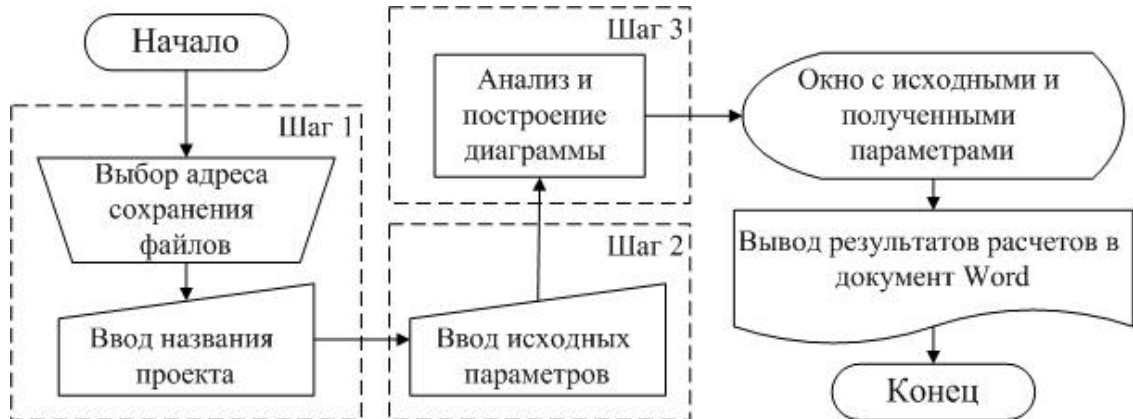 Начало
Шаг 1
Выбор адреса
сохранения
файлов
Ввод названия
проекта
Шаг 2
Ввод исходных
параметров
Шаг 3
Анализ и
построение
диаграммы
Окно с исходными и
полученными
параметрами
Вывод результатов расчетов в
документ Word
Конец